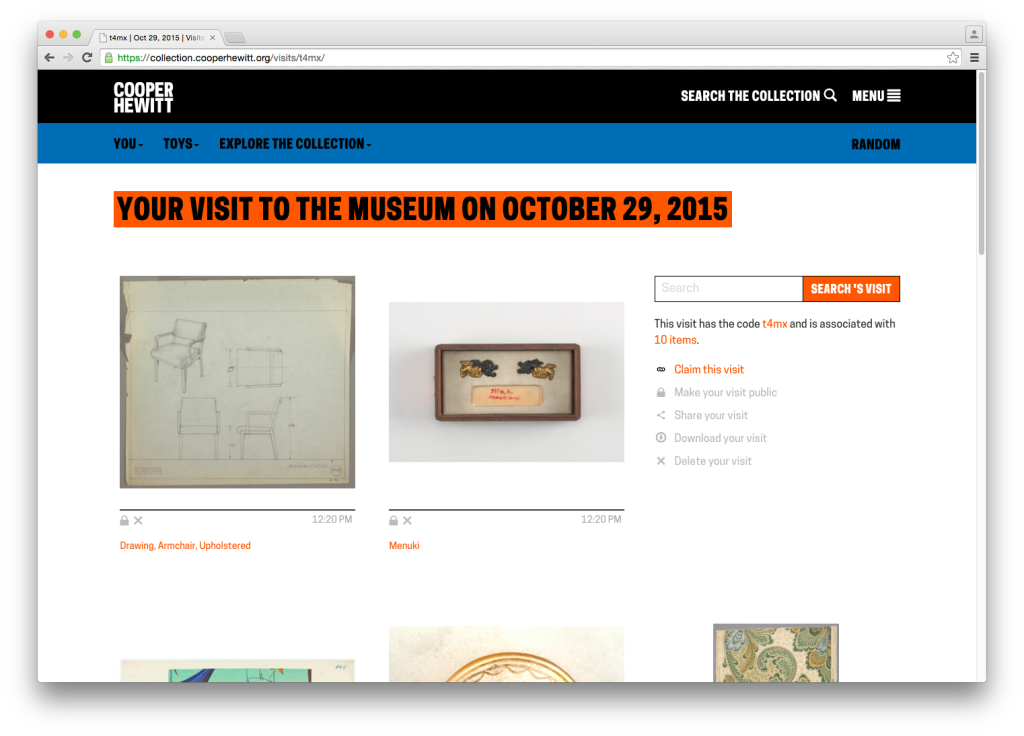 t4mx | Oct 29, 2015 | Visits
https://collection.cooperhewitt.org/visits/t4mx/
COOPER
HEWITT
SEARCH THE COLLECTION
MENU
YOU
TOYS
EXPLORE THE COLLECTION
RANDOM
YOUR VISIT TO THE MUSEUM ON OCTOBER 29, 2015
Search
SEARCH 'S VISIT
This visit has the code t4mx and is associated with
10 items.
Claim this visit
Make your visit public
Share your visit
Download your visit
Delete your visit
12:20 PM
Drawing, Armchair, Upholstered
12:20 PM
Menuki